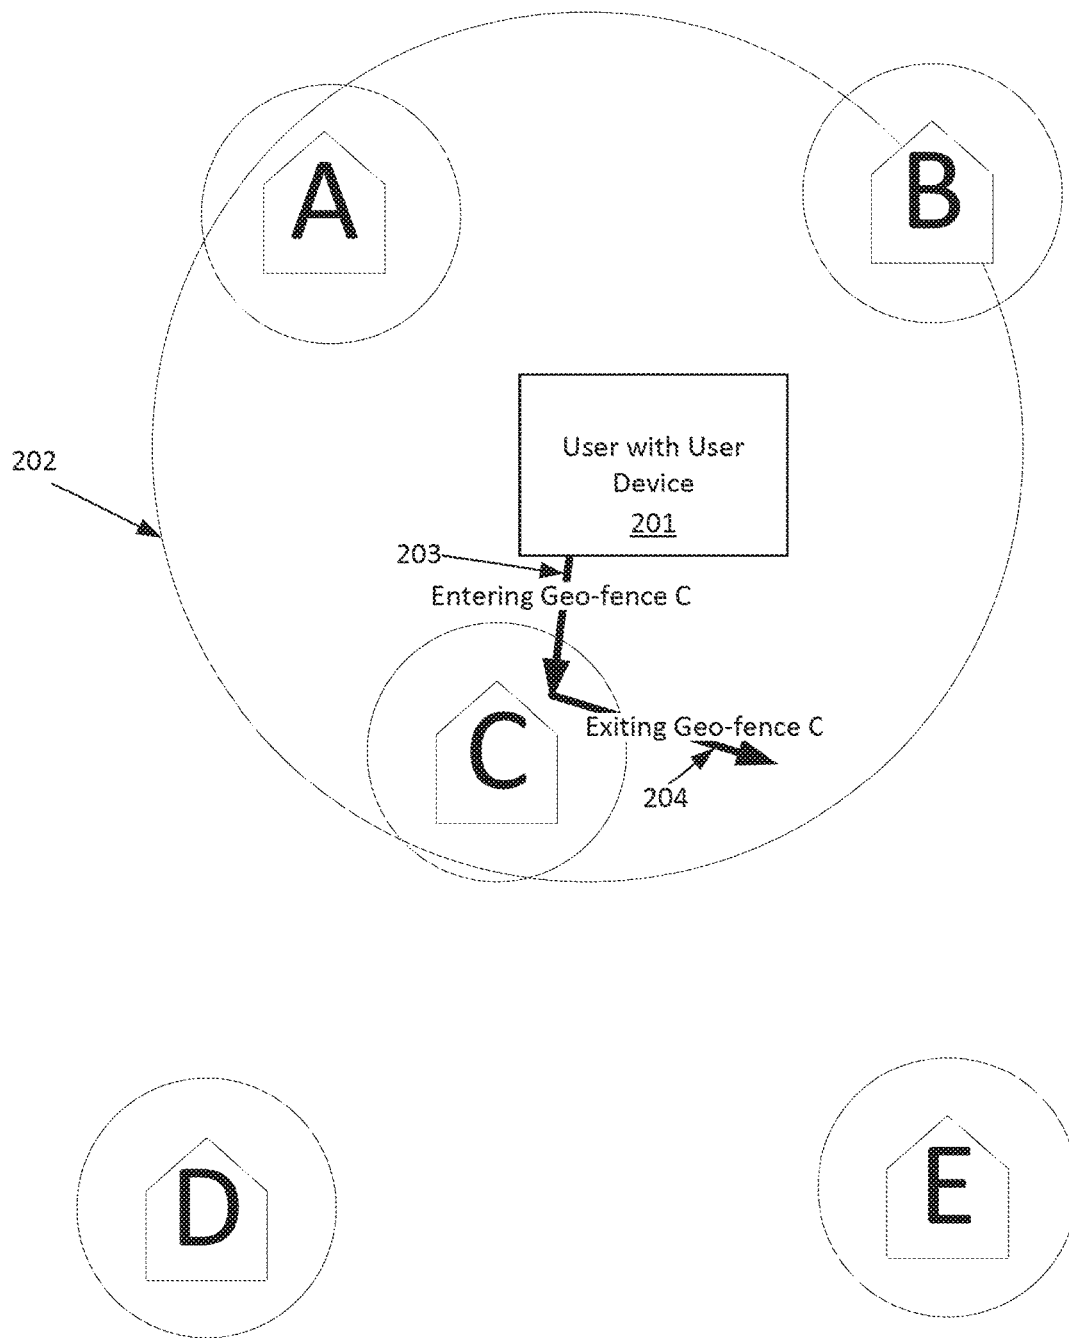 A
B
202
User with User
Device
201
203
Entering Geo-fence C
C
Exiting Geo-fence C
204
D
E